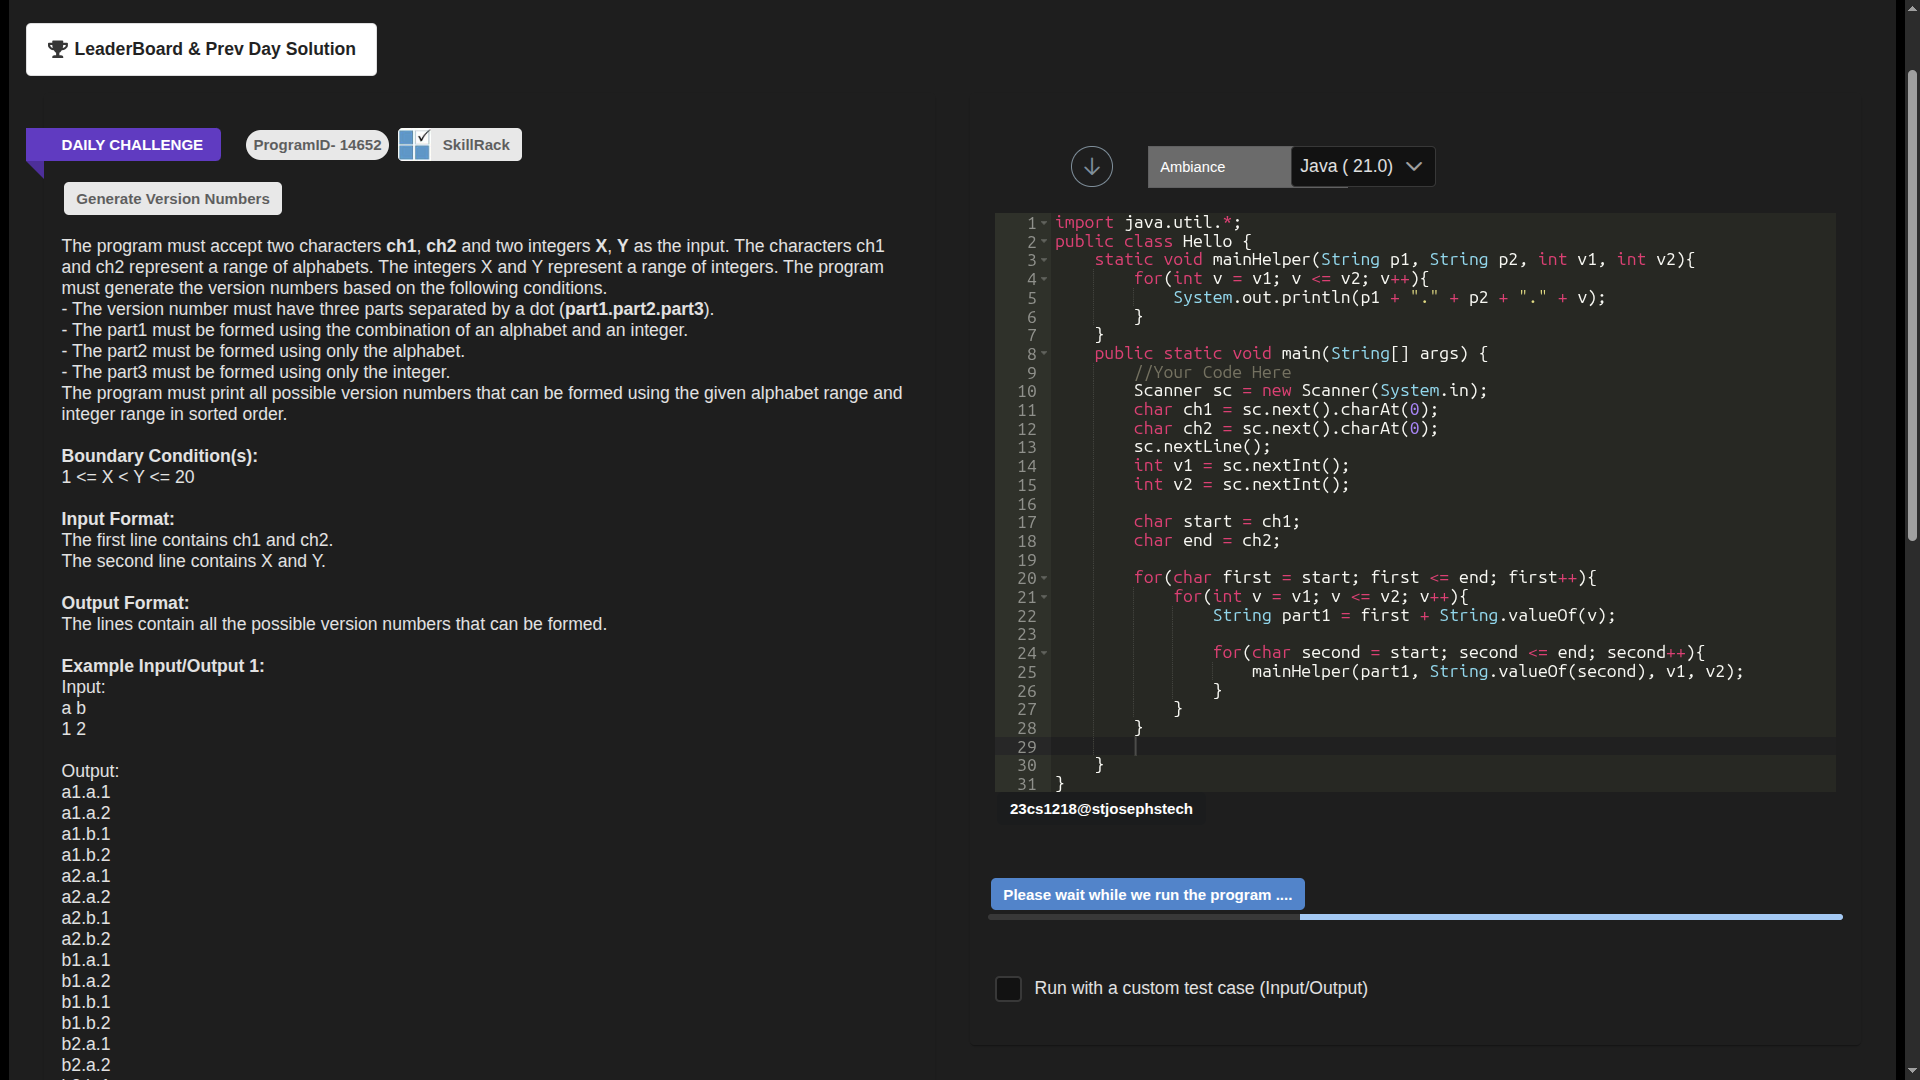 LeaderBoard & Prev Day Solution
DAILY CHALLENGE
ProgramID- 14652
SkillRack
Generate Version Numbers
The program must accept two characters ch1, ch2 and two integers X, Y as the input. The characters ch1
and ch2 represent a range of alphabets. The integers X and Y represent a range of integers. The program
must generate the version numbers based on the following conditions.
- The version number must have three parts separated by a dot (part1.part2.part3).
- The part1 must be formed using the combination of an alphabet and an integer.
- The part2 must be formed using only the alphabet.
- The part3 must be formed using only the integer.
The program must print all possible version numbers that can be formed using the given alphabet range and
integer range in sorted order.
Boundary Condition(s):
1 <= X < Y <= 20
Input Format:
The first line contains ch1 and ch2.
The second line contains X and Y.
Output Format:
The lines contain all the possible version numbers that can be formed.
Example Input/Output 1:
Input:
a b
1 2
Output:
a1.a.1
a1.a.2
a1.b.1
a1.b.2
a2.a.1
a2.a.2
a2.b.1
a2.b.2
b1.a.1
b1.a.2
b1.b.1
b1.b.2
b2.a.1
b2.a.2
Ambiance
Java ( 21.0)
1 import java.util.*;
2 public class Hello {
3     static void mainHelper(String p1, String p2, int v1, int v2){
4         for(int v = v1; v <= v2; v++){
5             System.out.println(p1 + "." + p2 + "." + v);
6         }
7     }
8     public static void main(String[] args) {
9         //Your Code Here
10         Scanner sc = new Scanner(System.in);
11         char ch1 = sc.next().charAt(0);
12         char ch2 = sc.next().charAt(0);
13         sc.nextLine();
14         int v1 = sc.nextInt();
15         int v2 = sc.nextInt();
16
17         char start = ch1;
18         char end = ch2;
19
20         for(char first = start; first <= end; first++){
21             for(int v = v1; v <= v2; v++){
22                 String part1 = first + String.valueOf(v);
23
24                 for(char second = start; second <= end; second++){
25                     mainHelper(part1, String.valueOf(second), v1, v2);
26                 }
27             }
28         }
29
30     }
31 }
23cs1218@stjosephstech
Please wait while we run the program ....
Run with a custom test case (Input/Output)